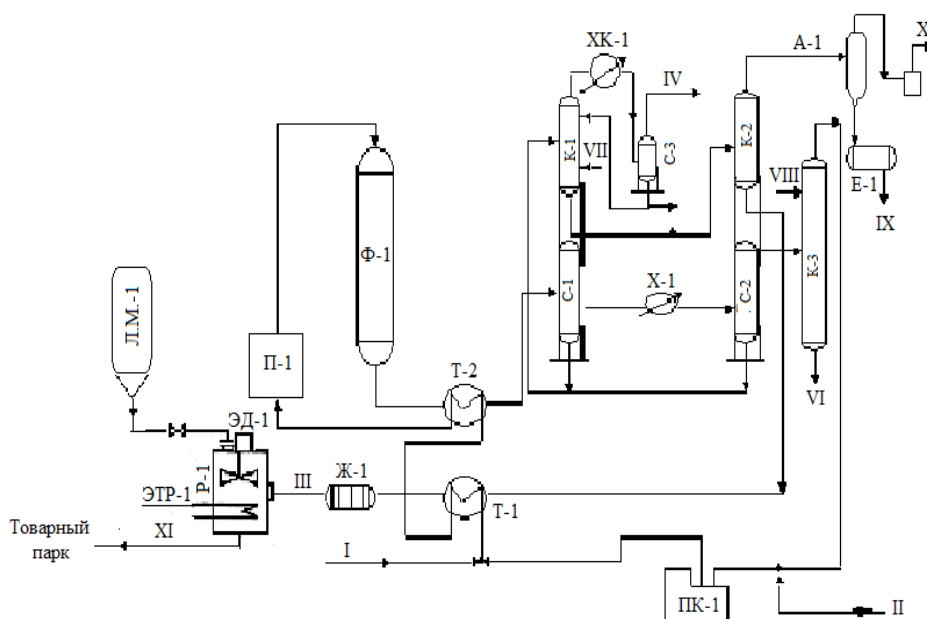 X
A-1
ХК-1
IV
К-1
VII
С-3
К-2
Е-1
VIII
IX
Ф-1
К-3
С-1
Х-1
С-2
Л.М.-1
П-1
Т-2
VI
ЭД-1
Р-1
III
Ж-1
ЭТР-1
Т-1
XI
Товарный
парк
I
ПК-1
II